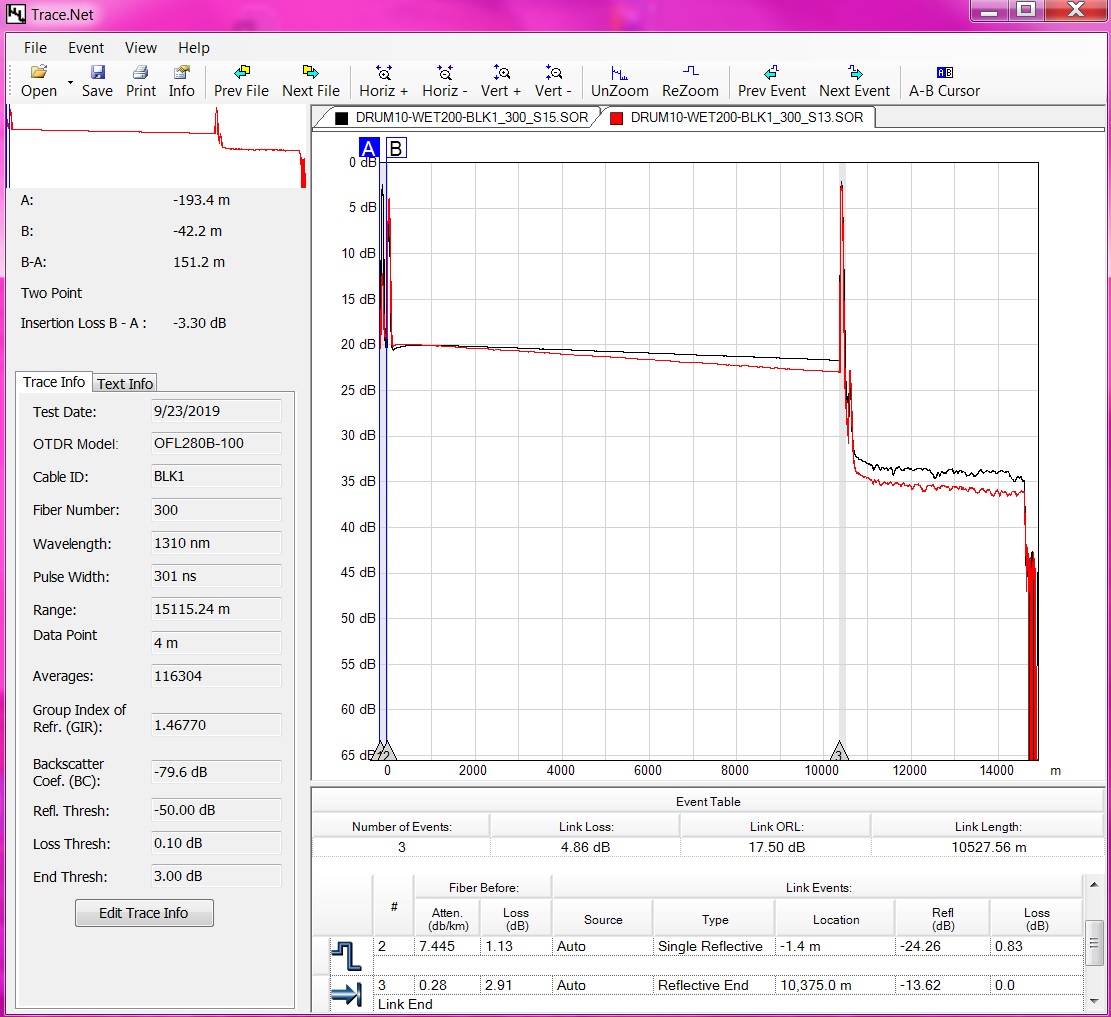 Trace.Net
File Event View Help
Open Save Print Info Prev File Next File Horiz + Horiz - Vert + Vert - UnZoom ReZoom Prev Event Next Event A-B Cursor
DRUM10-WET200-BLK1_300_S15.SOR DRUM10-WET200-BLK1_300_S13.SOR
A B
0 dB
5 dB
10 dB
15 dB
20 dB
25 dB
30 dB
35 dB
40 dB
45 dB
50 dB
55 dB
60 dB
65 dB
1 2 3
0 2000 4000 6000 8000 10000 12000 14000 m
A: -193.4 m
B: -42.2 m
B-A: 151.2 m
Two Point
Insertion Loss B - A : -3.30 dB
Trace Info Text Info
Test Date: 9/23/2019
OTDR Model: OFL280B-100
Cable ID: BLK1
Fiber Number: 300
Wavelength: 1310 nm
Pulse Width: 301 ns
Range: 15115.24 m
Data Point 4 m
Averages: 116304
Group Index of
Refr. (GIR): 1.46770
Backscatter
Coef. (BC): -79.6 dB
Refl. Thresh: -50.00 dB
Loss Thresh: 0.10 dB
End Thresh: 3.00 dB
Edit Trace Info
Event Table
Number of Events: Link Loss: Link ORL: Link Length:
3 4.86 dB 17.50 dB 10527.56 m
Fiber Before: Link Events:
# Atten. (db/km) Loss (dB) Source Type Location Refl (dB) Loss (dB)
2 7.445 1.13 Auto Single Reflective -1.4 m -24.26 0.83
3 0.28 2.91 Auto Reflective End 10,375.0 m -13.62 0.0
Link End